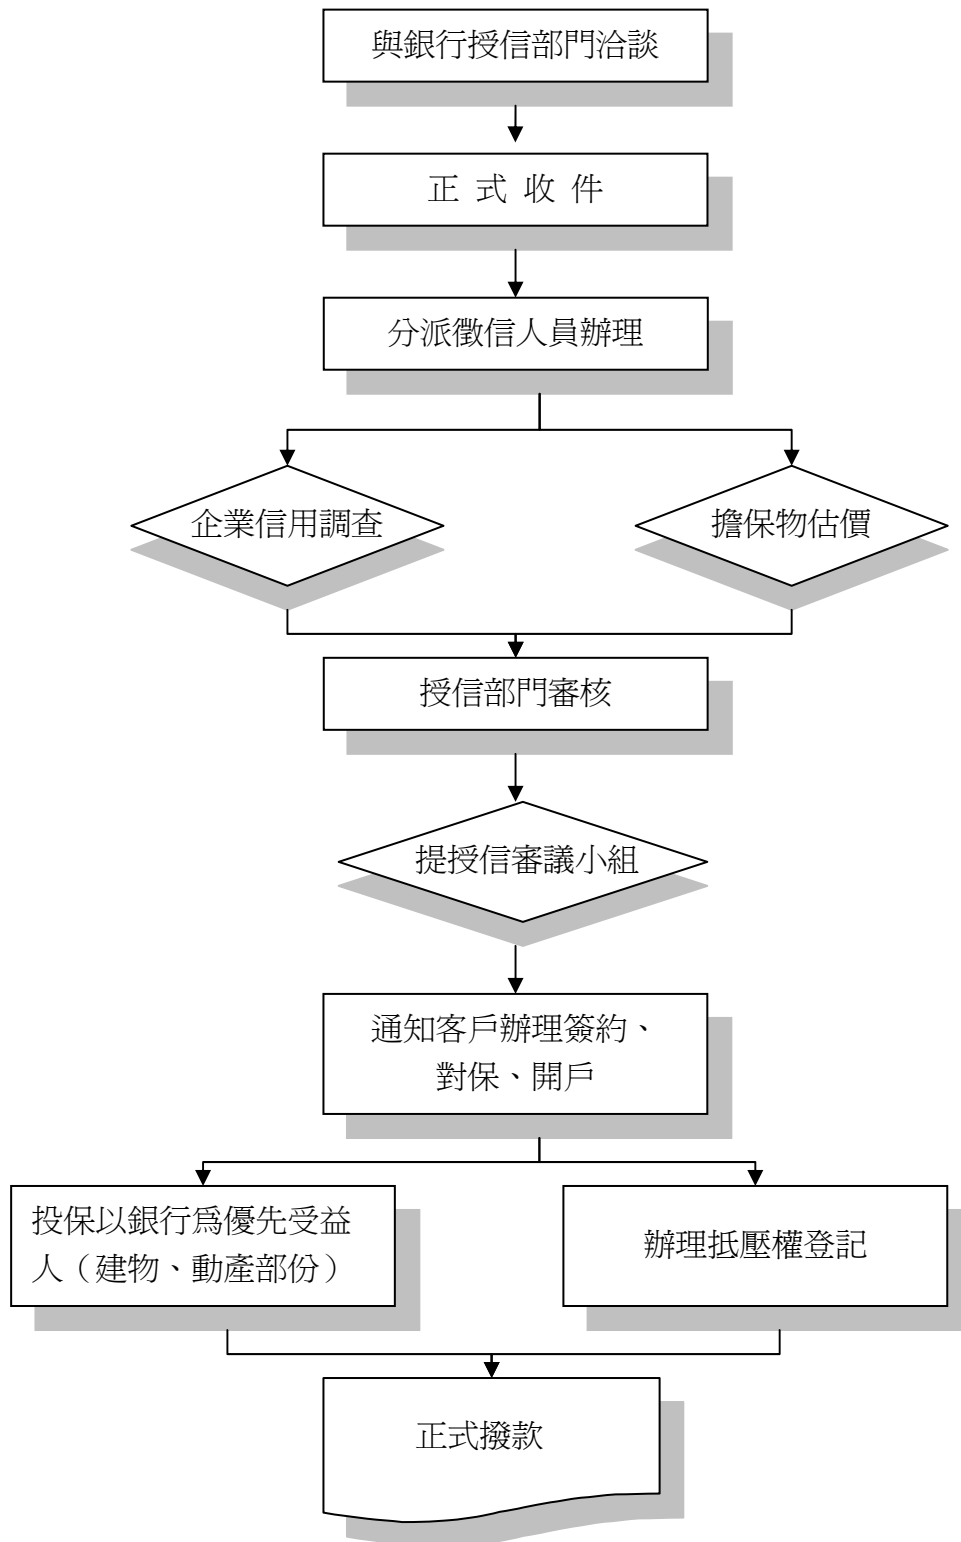 與銀行授信部門洽談
正 式 收 件
分派徵信人員辦理
企業信用調查
擔保物估價
授信部門審核
提授信審議小組
通知客戶辦理簽約、
對保、開戶
投保以銀行爲優先受益
人（建物、動產部份）
辦理抵壓權登記
正式撥款